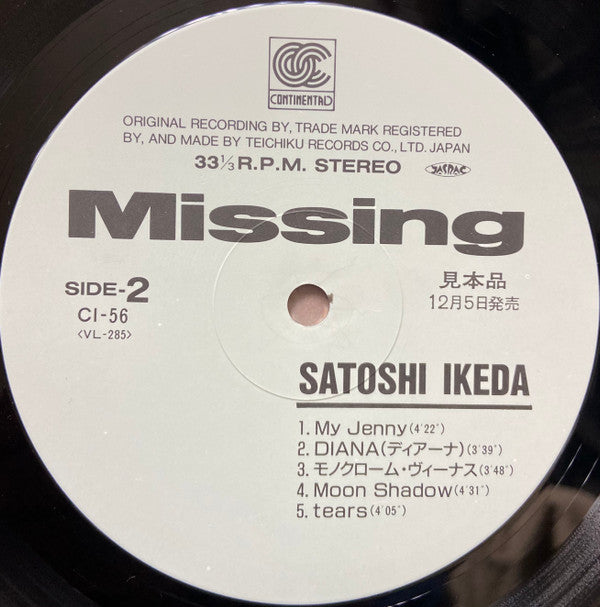 CONTINENTAL
ORIGINAL RECORDING BY, TRADE MARK REGISTERED
BY, AND MADE BY TEICHIKU RECORDS CO., LTD. JAPAN
33⅓ R.P.M. STEREO JASRAC
Missing
SIDE-2
CI-56
<VL-285>
見本品
12月5日発売
SATOSHI IKEDA
1. My Jenny (4'22")
2. DIANA(ディアーナ) (3'39")
3. モノクローム・ヴィーナス (3'48")
4. Moon Shadow (4'31")
5. tears (4'05")